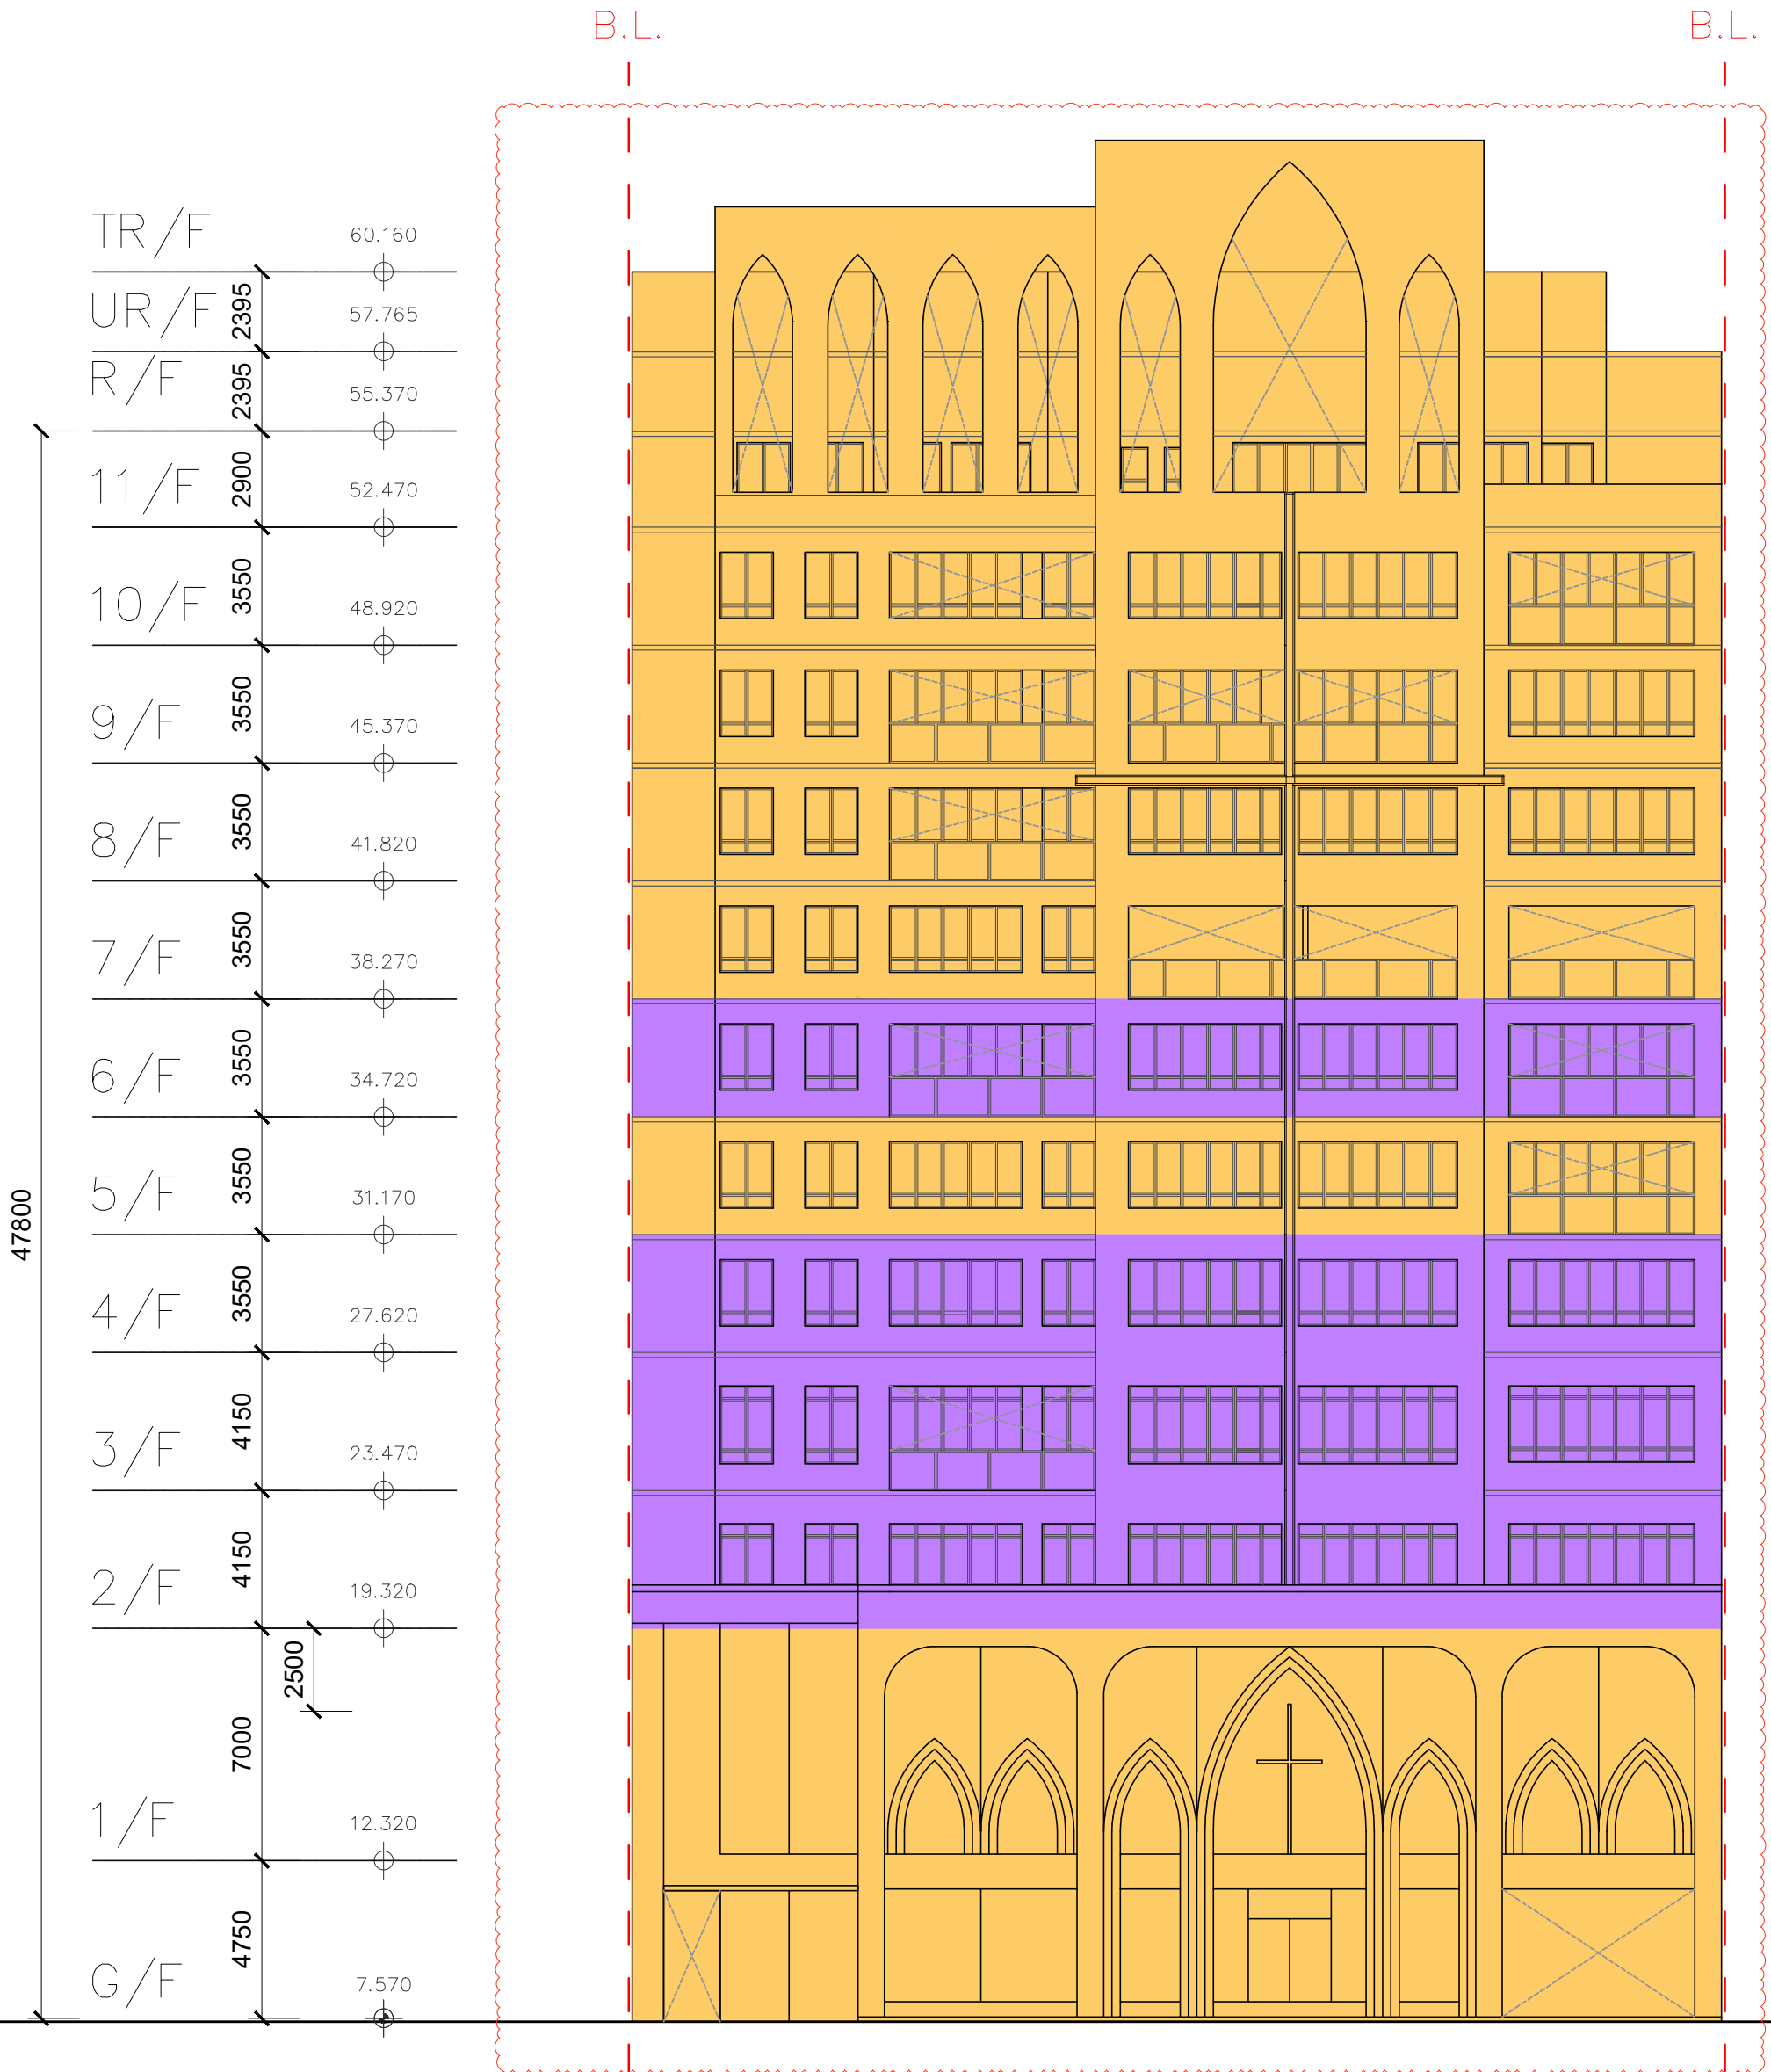 B.L. B.L.
TR/F 60.160
2395
UR/F 57.765
2395
R/F 55.370
2900
11/F 52.470
3550
10/F 48.920
3550
9/F 45.370
3550
8/F 41.820
3550
7/F 38.270
3550
6/F 34.720
3550
5/F 31.170
47800
3550
4/F 27.620
4150
3/F 23.470
4150
2/F 19.320
2500
7000
1/F 12.320
4750
G/F 7.570